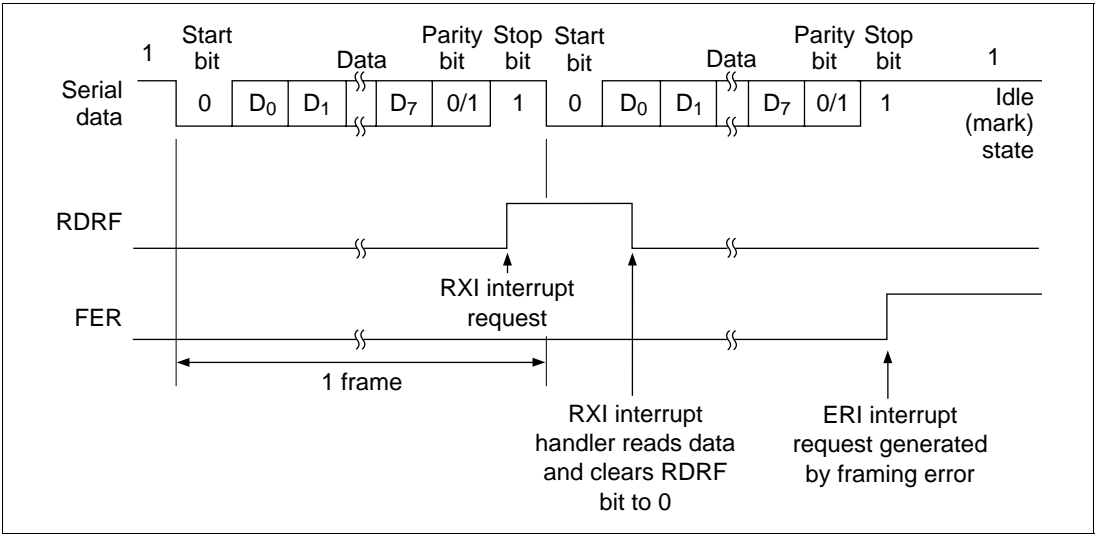 1
Start
bit
Data
Parity
bit
Stop
bit
Start
bit
Data
Parity
bit
Stop
bit
1
Serial
data
0 D0 D1 D7 0/1 1 0 D0 D1 D7 0/1 1
Idle
(mark)
state
RDRF
RXI interrupt
request
FER
1 frame
RXI interrupt
handler reads data
and clears RDRF
bit to 0
ERI interrupt
request generated
by framing error